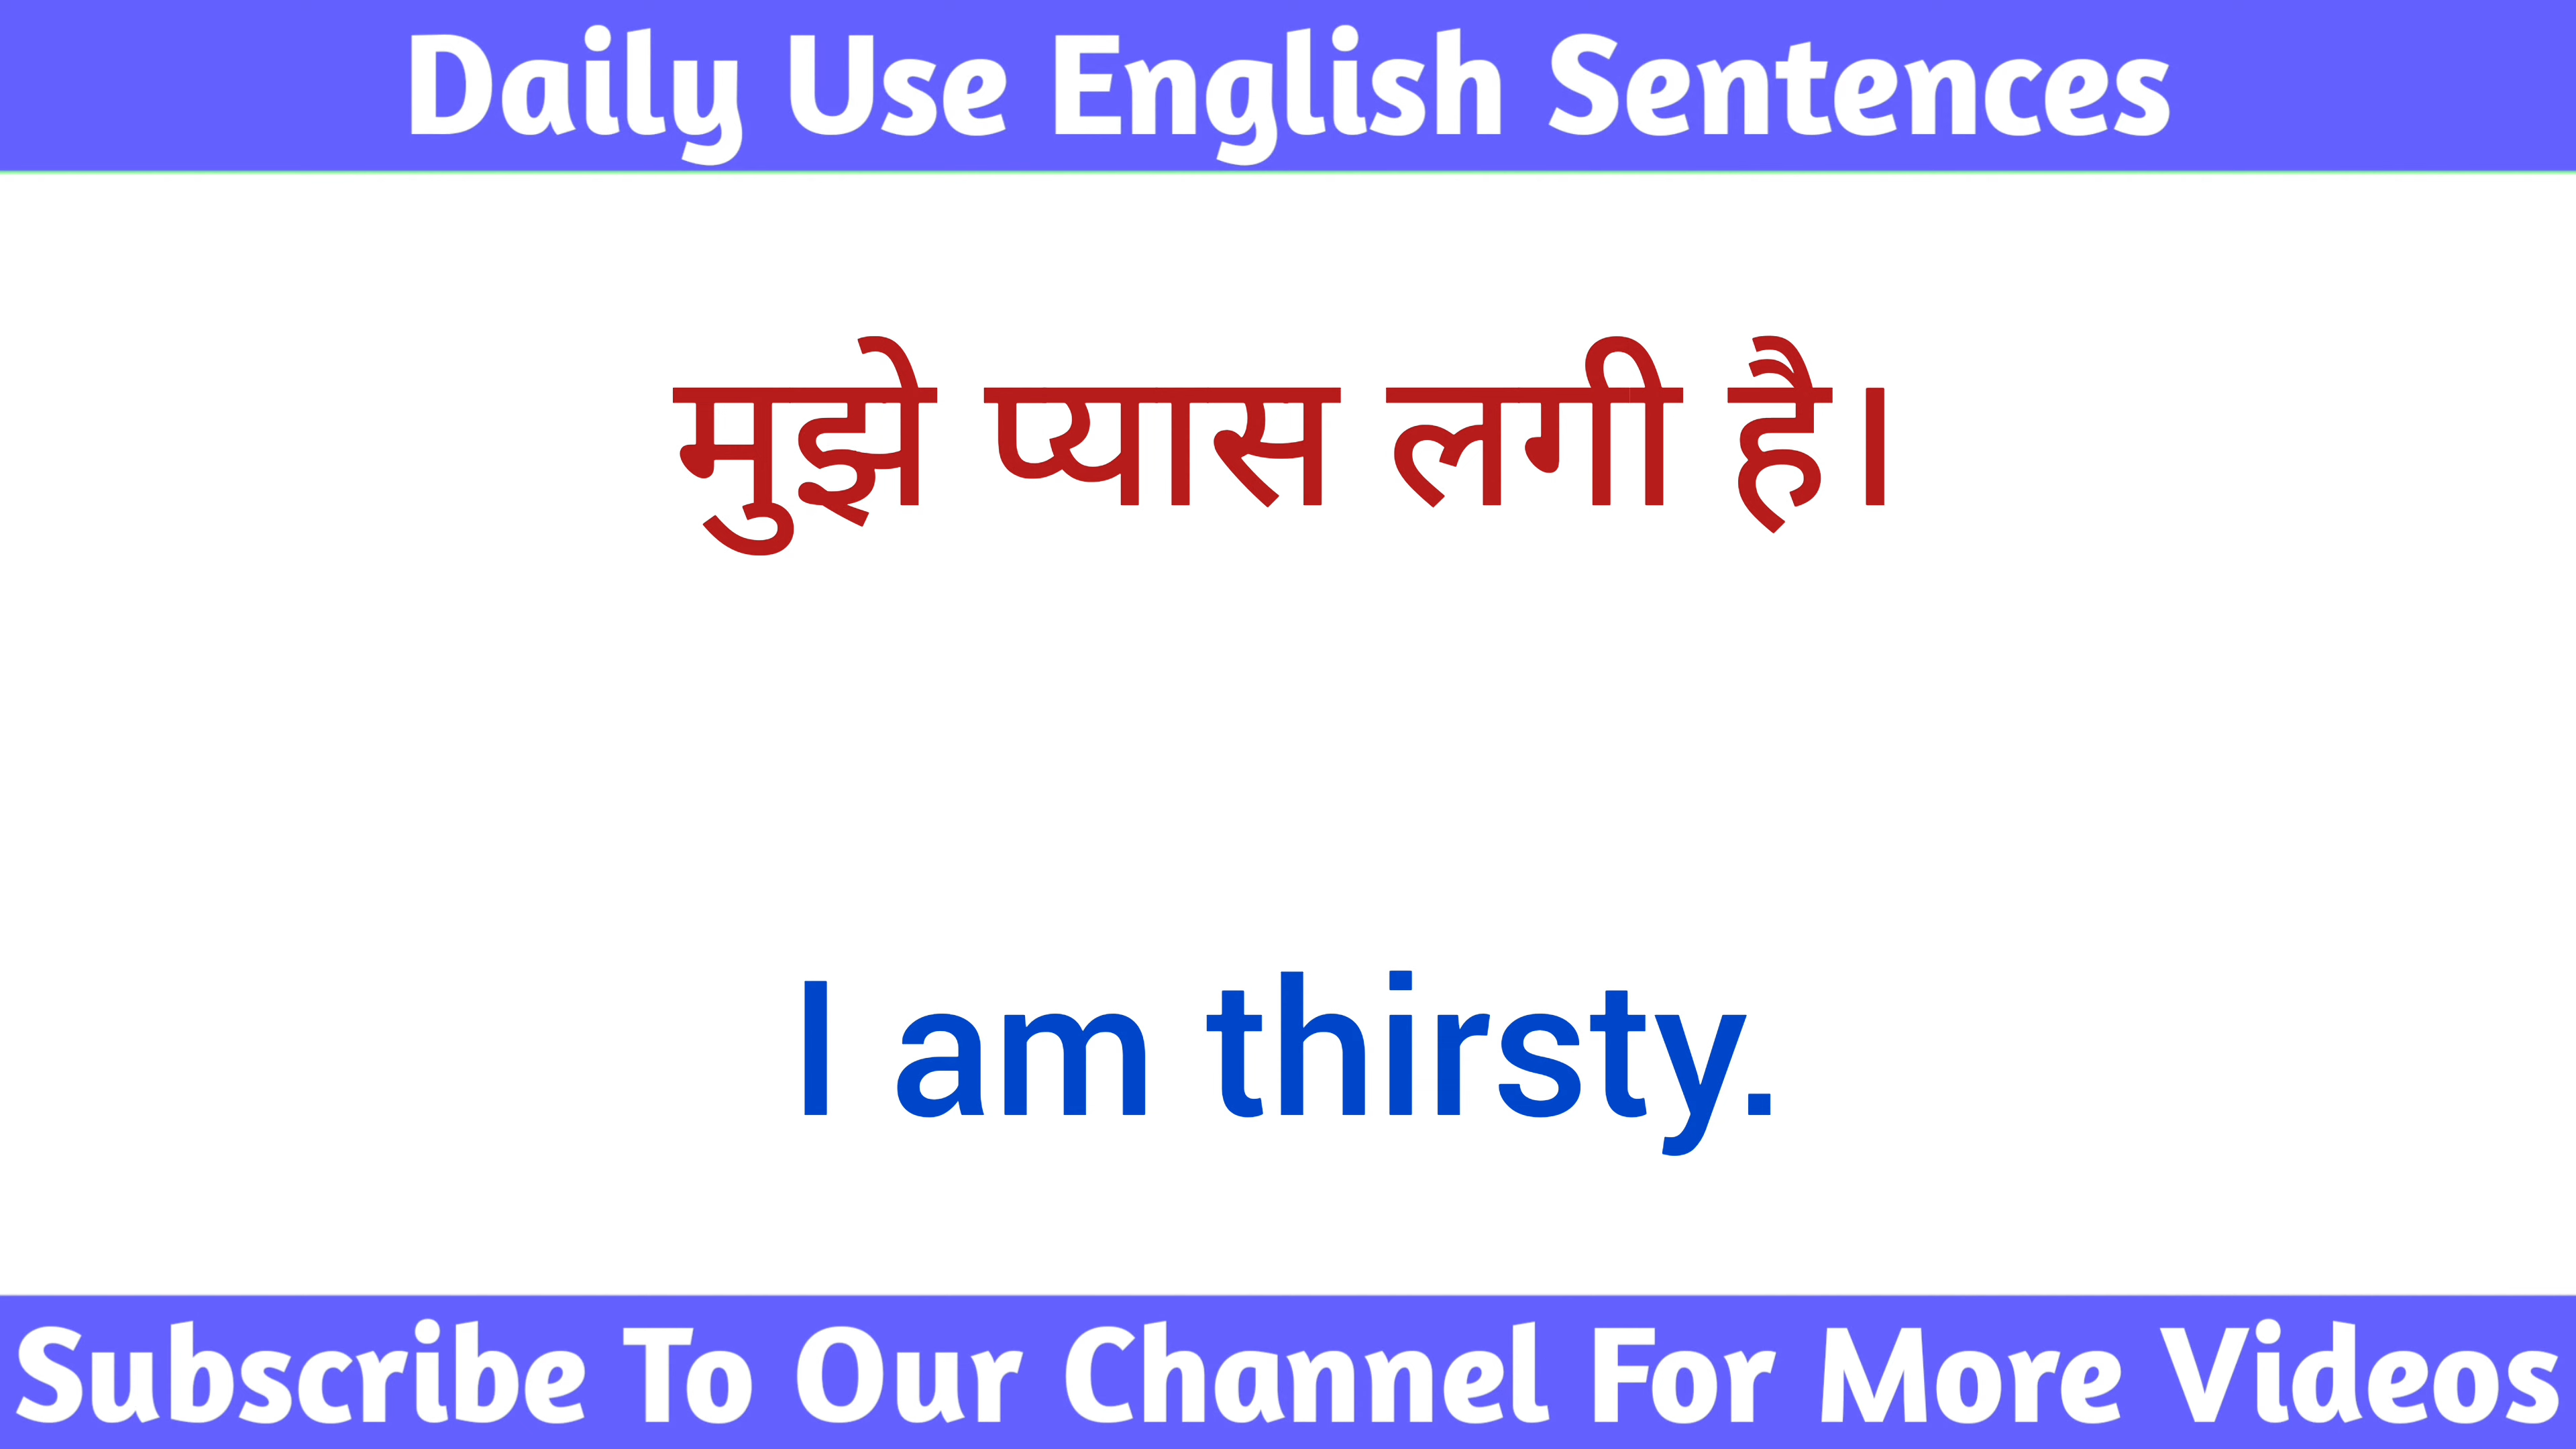 Daily Use English Sentences
मुझे प्यास लगी है।
I am thirsty.
Subscribe To Our Channel For More Videos